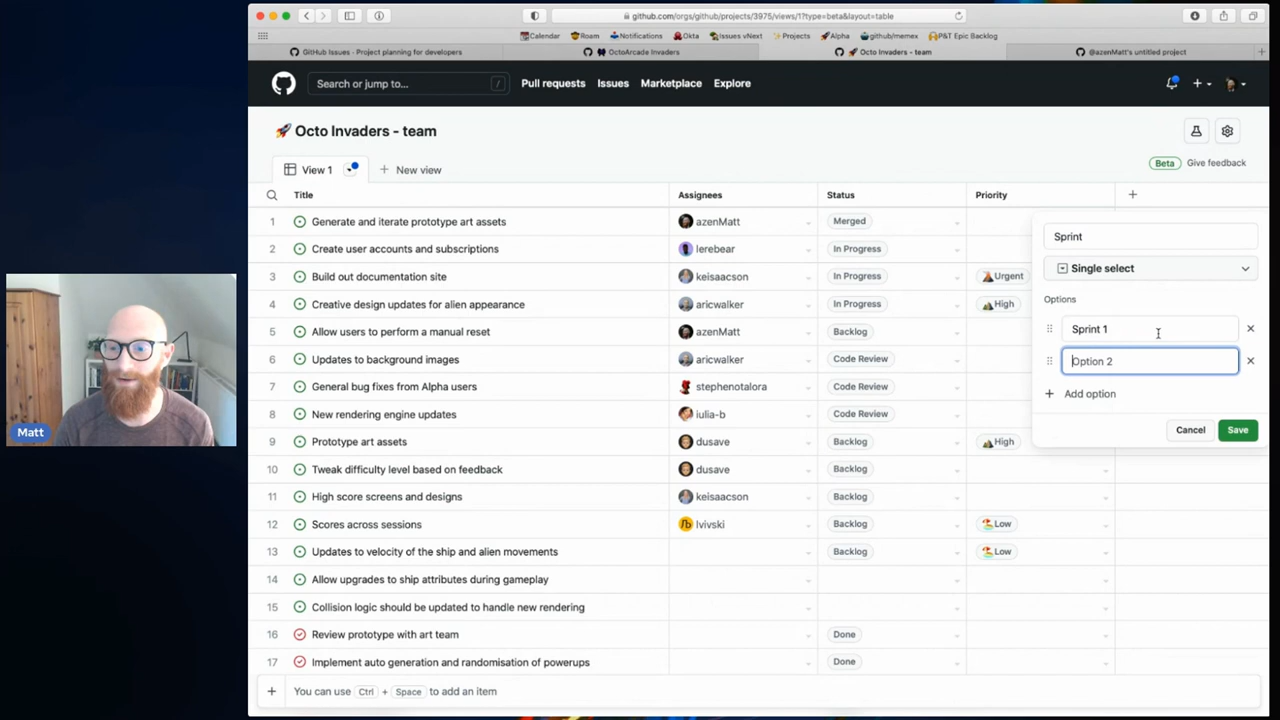 github.com/orgs/github/projects/3975/views/1?type=beta&layout=table
Calendar Roam Notifications Okta Issues vNext Projects Alpha github/memex P&T Epic Backlog
GitHub Issues - Project planning for developers OctoArcade Invaders 🚀 Octo Invaders - team @azenMatt's untitled project
Search or jump to... / Pull requests Issues Marketplace Explore
🚀 Octo Invaders - team
View 1 + New view Beta Give feedback
Title Assignees Status Priority +
1 Generate and iterate prototype art assets azenMatt Merged
2 Create user accounts and subscriptions lerebear In Progress
3 Build out documentation site keisaacson In Progress Urgent
4 Creative design updates for alien appearance aricwalker In Progress High
5 Allow users to perform a manual reset azenMatt Backlog
6 Updates to background images aricwalker Code Review
7 General bug fixes from Alpha users stephenotalora Code Review
8 New rendering engine updates iulia-b Code Review
9 Prototype art assets dusave Backlog High
10 Tweak difficulty level based on feedback dusave Backlog
11 High score screens and designs keisaacson Backlog
12 Scores across sessions lvivski Backlog Low
13 Updates to velocity of the ship and alien movements Backlog Low
14 Allow upgrades to ship attributes during gameplay
15 Collision logic should be updated to handle new rendering
16 Review prototype with art team Done
17 Implement auto generation and randomisation of powerups Done
+ You can use Ctrl + Space to add an item
Sprint
Single select
Options
Sprint 1
Option 2
+ Add option
Cancel Save
Matt